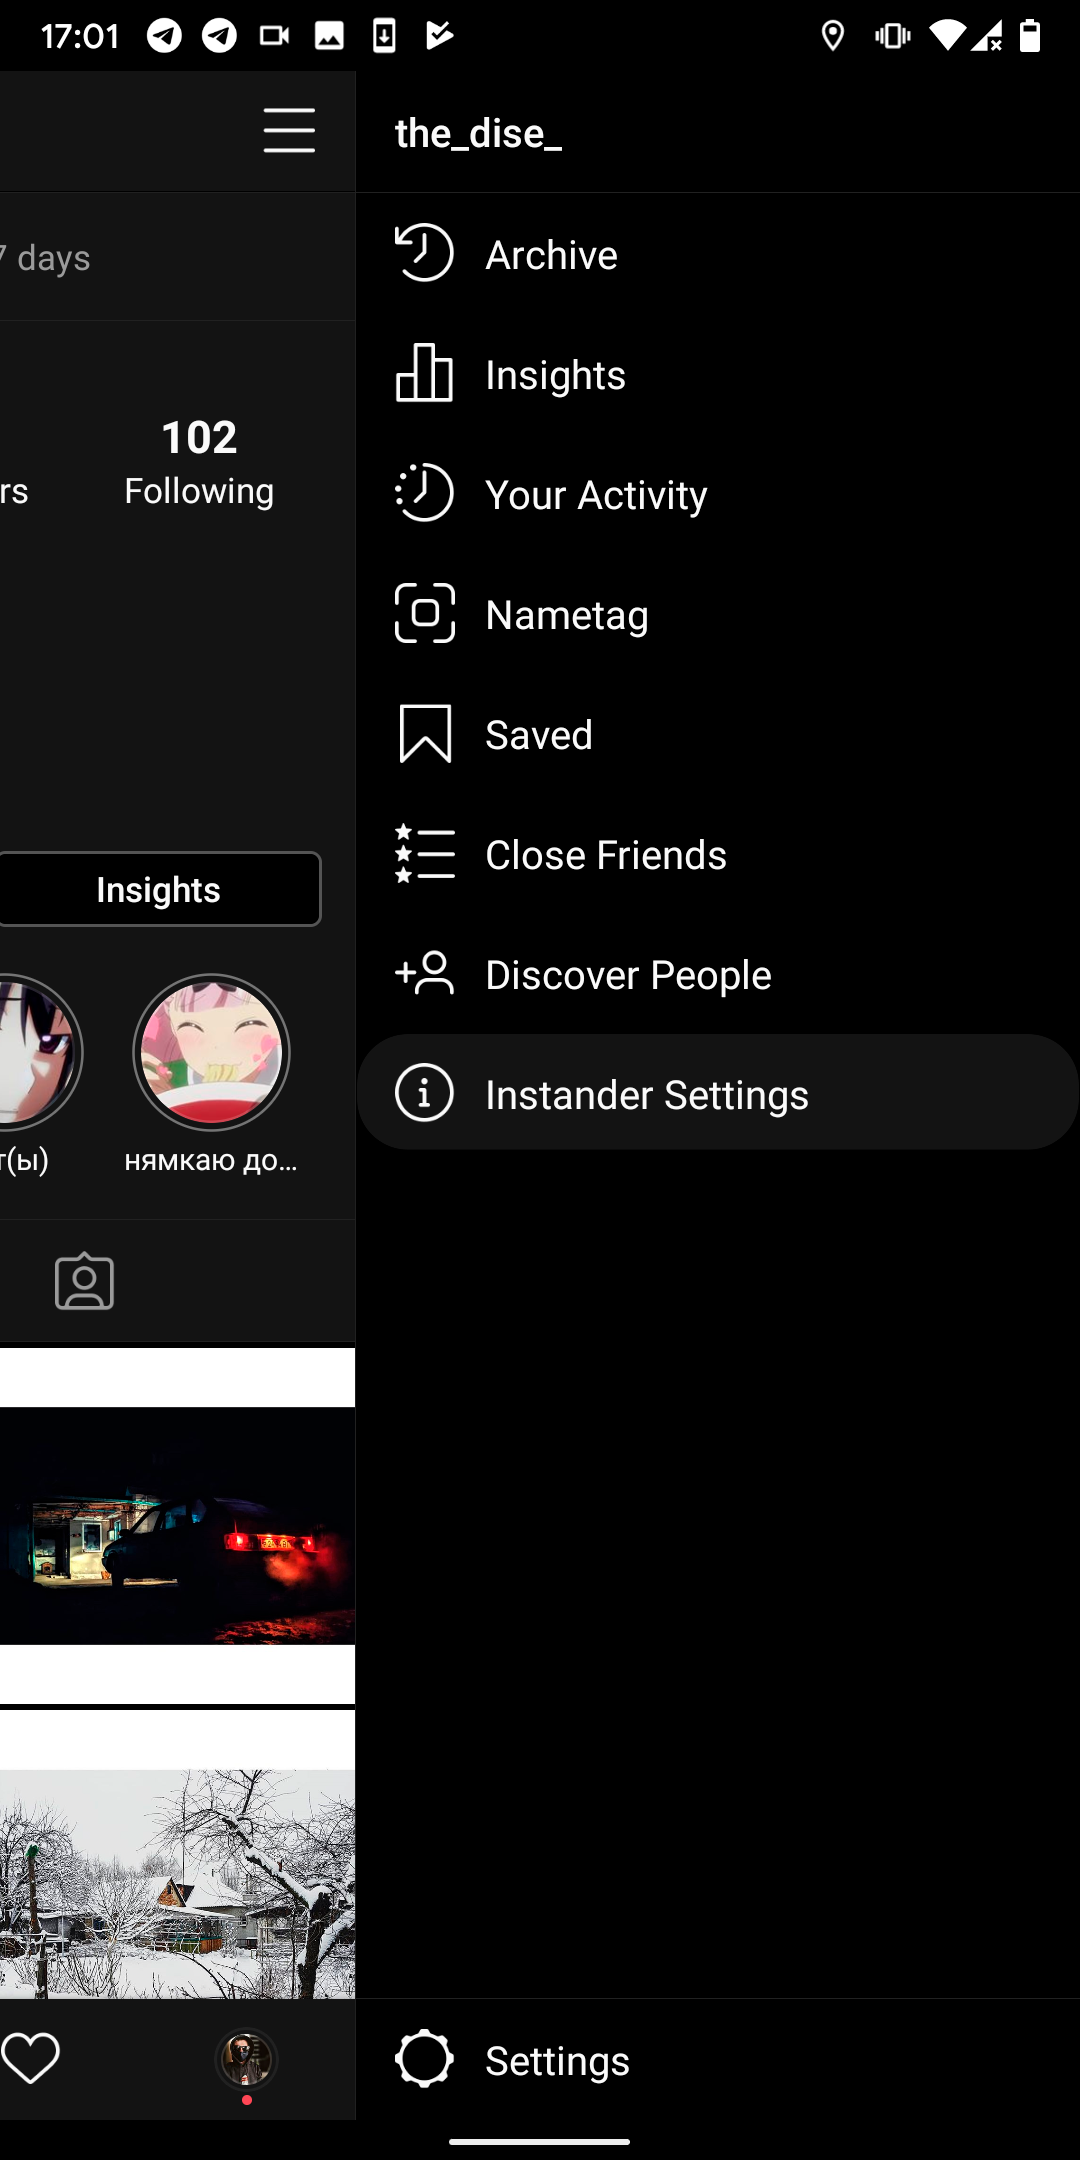 17:01
the_dise_
7 days
102
rs
Following
Insights
т(ы)
нямкаю до...
Archive
Insights
Your Activity
Nametag
Saved
Close Friends
Discover People
Instander Settings
Settings